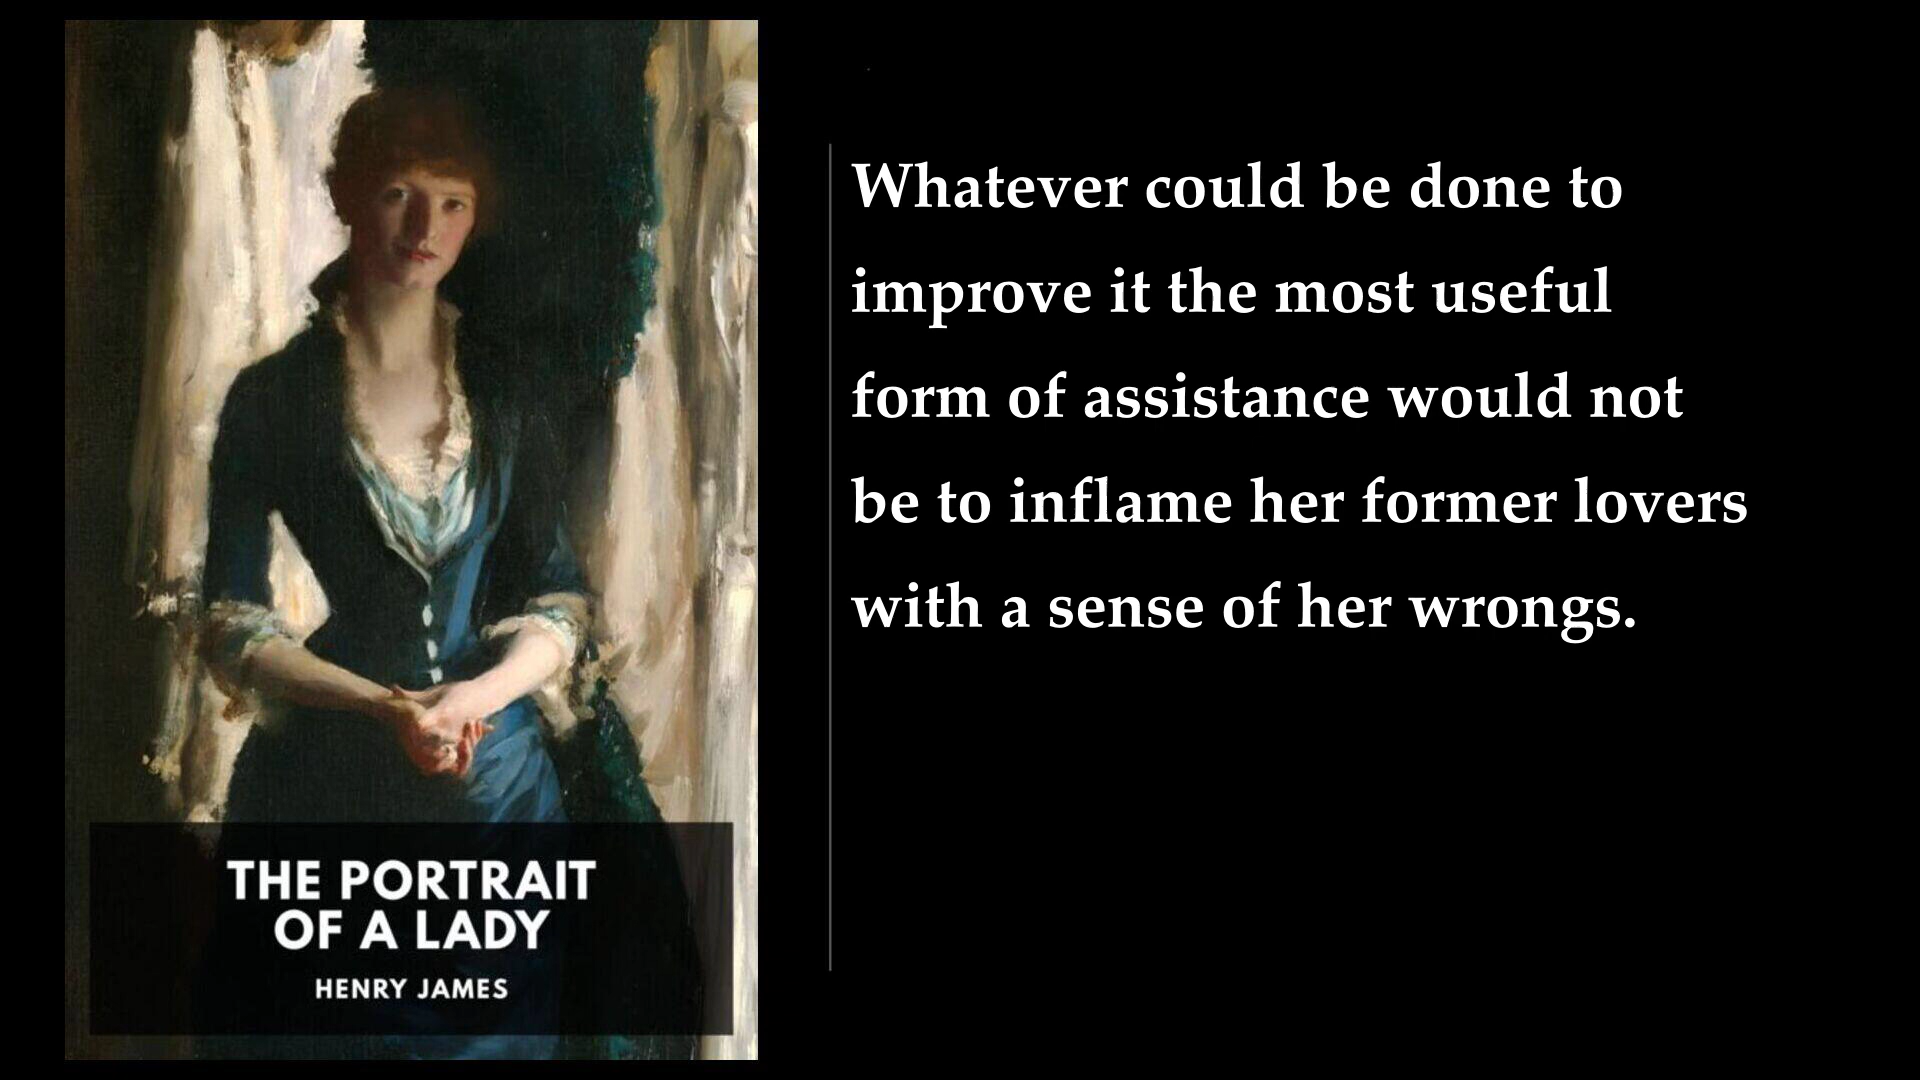 THE PORTRAIT
OF A LADY
HENRY JAMES
Whatever could be done to
improve it the most useful
form of assistance would not
be to inflame her former lovers
with a sense of her wrongs.